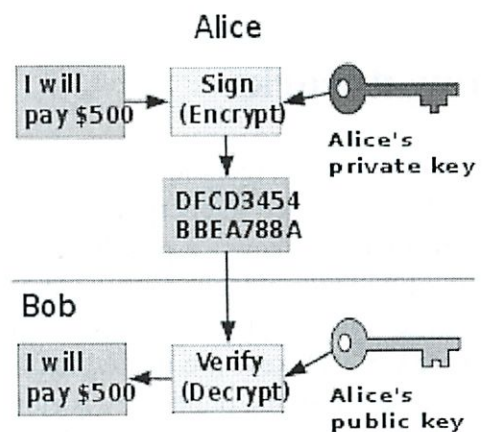 Alice
I will
pay $500
Sign
(Encrypt)
Alice's
private key
DFCD3454
BBEA788A
Bob
I will
pay $500
Verify
(Decrypt)
Alice's
public key